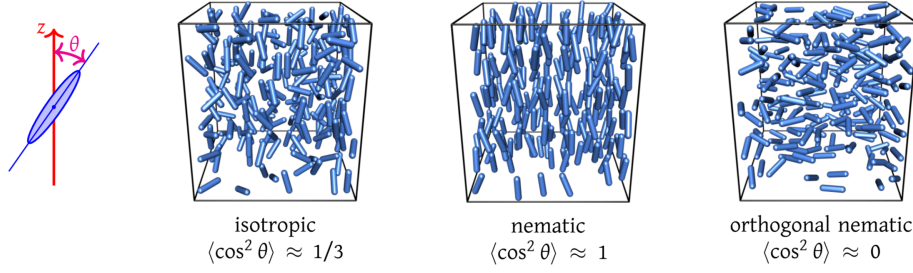 z
θ
isotropic
⟨cos² θ⟩ ≈ 1/3
nematic
⟨cos² θ⟩ ≈ 1
orthogonal nematic
⟨cos² θ⟩ ≈ 0